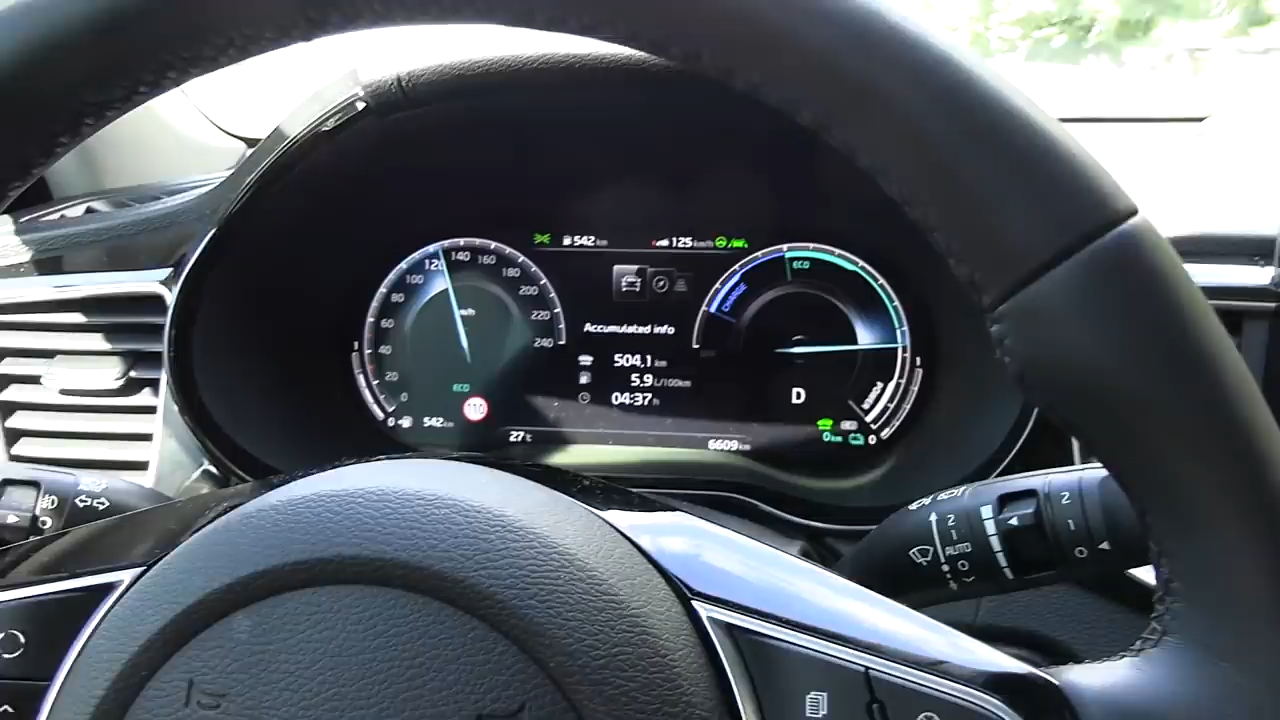 542 km
125 km/h
0
20
40
60
80
100
120
140
160
180
200
220
240
km/h
ECO
110
0
542 km
Accumulated info
504.1 km
5.9 L/100km
04:37 h
27°C
6609 km
CHARGE
ECO
POWER
D
0 km
0
2
1
AUTO
O
2
1
O